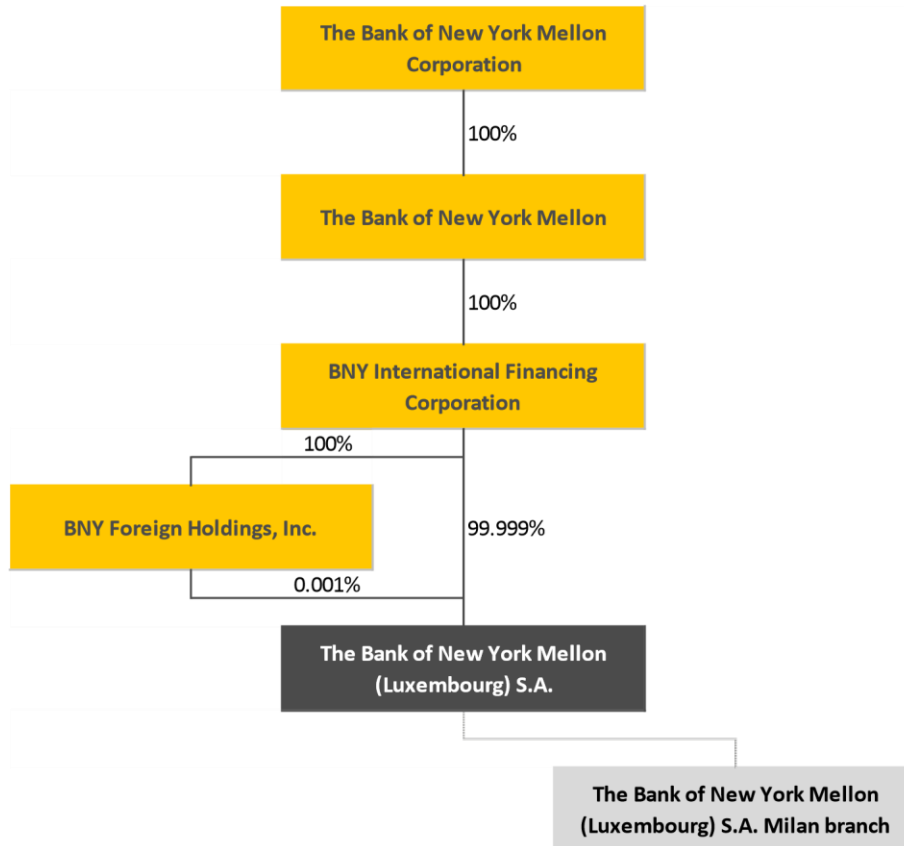 The Bank of New York Mellon
Corporation
100%
The Bank of New York Mellon
100%
BNY International Financing
Corporation
100%
BNY Foreign Holdings, Inc.
99.999%
0.001%
The Bank of New York Mellon
(Luxembourg) S.A.
The Bank of New York Mellon
(Luxembourg) S.A. Milan branch